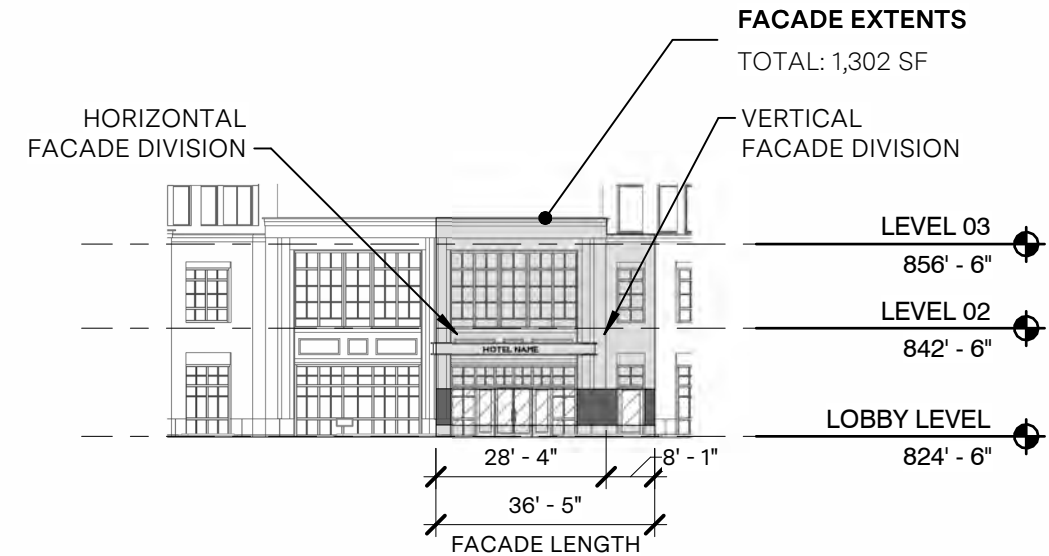 FACADE EXTENTS
TOTAL: 1,302 SF
HORIZONTAL
FACADE DIVISION
VERTICAL
FACADE DIVISION
LEVEL 03
856' - 6"
LEVEL 02
842' - 6"
HOTEL NAME
LOBBY LEVEL
824' - 6"
28' - 4"
8' - 1"
36' - 5"
FACADE LENGTH